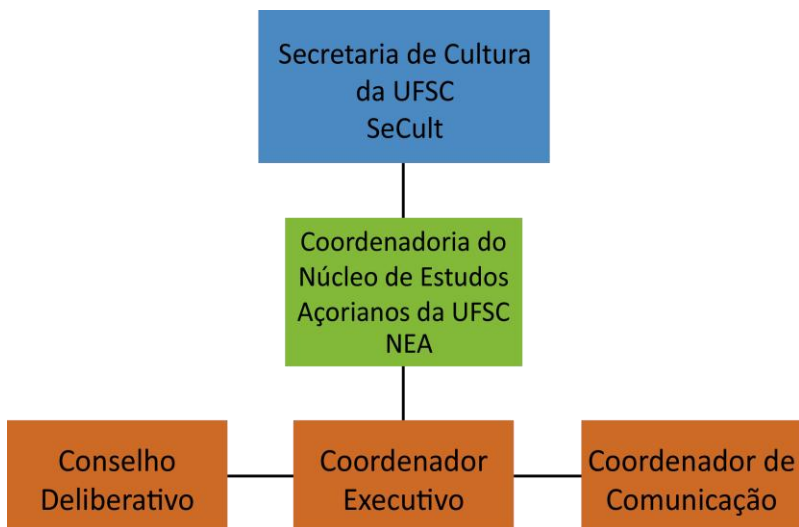 Secretaria de Cultura
da UFSC
SeCult
Coordenadoria do
Núcleo de Estudos
Açorianos da UFSC
NEA
Conselho
Deliberativo
Coordenador
Executivo
Coordenador de
Comunicação